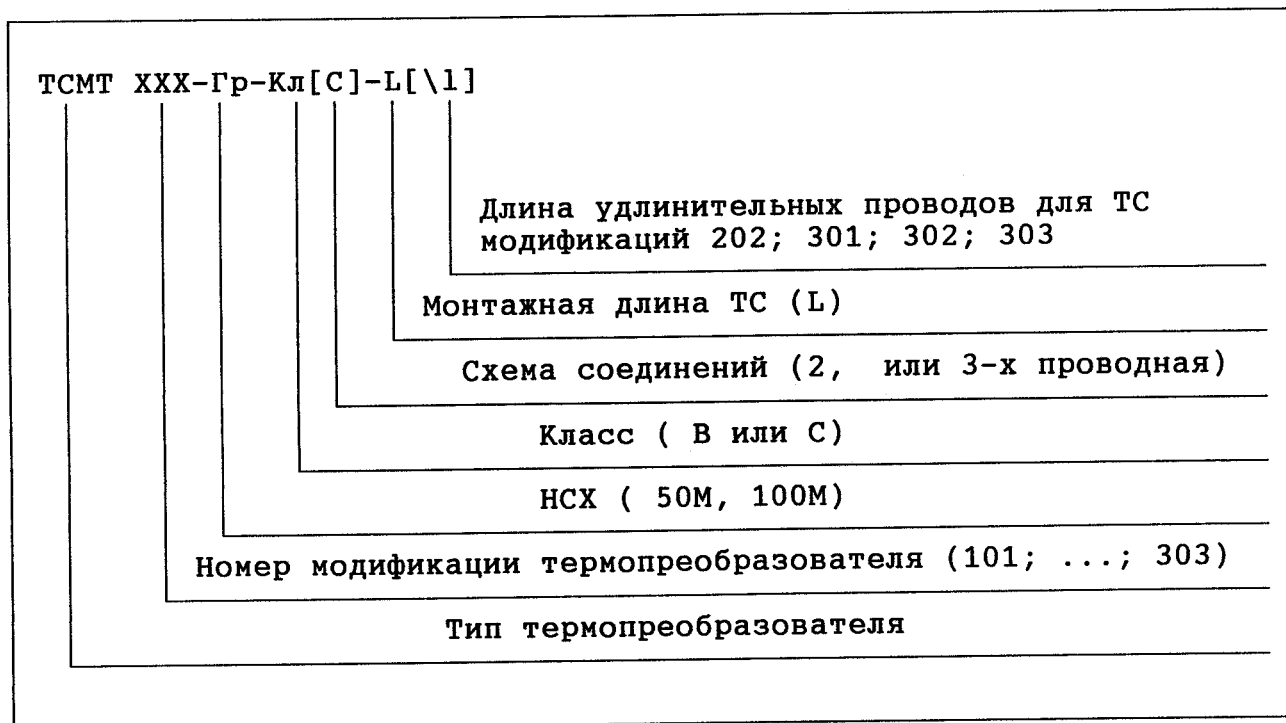 ТСМТ XXX-Гр-Кл[С]-L[\l]
Длина удлинительных проводов для ТС
модификаций 202; 301; 302; 303
Монтажная длина ТС (L)
Схема соединений (2, или 3-х проводная)
Класс ( В или С)
НСХ ( 50М, 100М)
Номер модификации термопреобразователя (101; ...; 303)
Тип термопреобразователя